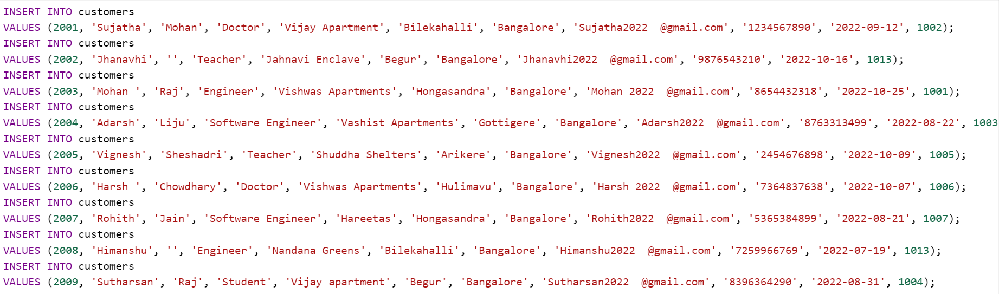 INSERT INTO customers
VALUES (2001, 'Sujatha', 'Mohan', 'Doctor', 'Vijay Apartment', 'Bilekahalli', 'Bangalore', 'Sujatha2022  @gmail.com', '1234567890', '2022-09-12', 1002);
INSERT INTO customers
VALUES (2002, 'Jhanavhi', '', 'Teacher', 'Jahnavi Enclave', 'Begur', 'Bangalore', 'Jhanavhi2022  @gmail.com', '9876543210', '2022-10-16', 1013);
INSERT INTO customers
VALUES (2003, 'Mohan ', 'Raj', 'Engineer', 'Vishwas Apartments', 'Hongasandra', 'Bangalore', 'Mohan 2022  @gmail.com', '8654432318', '2022-10-25', 1001);
INSERT INTO customers
VALUES (2004, 'Adarsh', 'Liju', 'Software Engineer', 'Vashist Apartments', 'Gottigere', 'Bangalore', 'Adarsh2022  @gmail.com', '8763313499', '2022-08-22', 1003
INSERT INTO customers
VALUES (2005, 'Vignesh', 'Sheshadri', 'Teacher', 'Shuddha Shelters', 'Arikere', 'Bangalore', 'Vignesh2022  @gmail.com', '2454676898', '2022-10-09', 1005);
INSERT INTO customers
VALUES (2006, 'Harsh ', 'Chowdhary', 'Doctor', 'Vishwas Apartments', 'Hulimavu', 'Bangalore', 'Harsh 2022  @gmail.com', '7364837638', '2022-10-07', 1006);
INSERT INTO customers
VALUES (2007, 'Rohith', 'Jain', 'Software Engineer', 'Hareetas', 'Hongasandra', 'Bangalore', 'Rohith2022  @gmail.com', '5365384899', '2022-08-21', 1007);
INSERT INTO customers
VALUES (2008, 'Himanshu', '', 'Engineer', 'Nandana Greens', 'Bilekahalli', 'Bangalore', 'Himanshu2022  @gmail.com', '7259966769', '2022-07-19', 1013);
INSERT INTO customers
VALUES (2009, 'Sutharsan', 'Raj', 'Student', 'Vijay apartment', 'Begur', 'Bangalore', 'Sutharsan2022  @gmail.com', '8396364290', '2022-08-31', 1004);